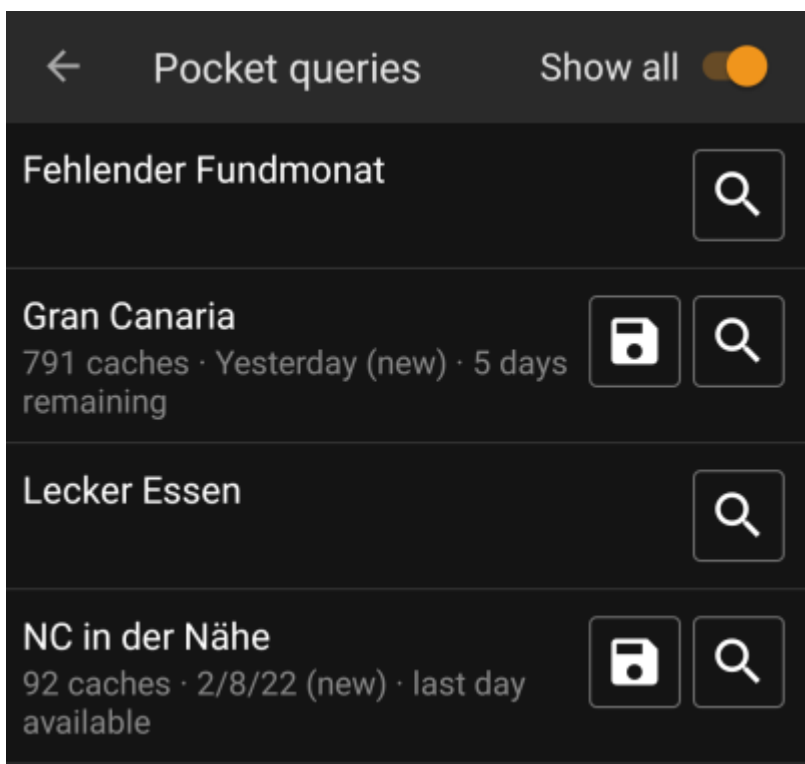 Pocket queries Show all
Fehlender Fundmonat
Gran Canaria
791 caches · Yesterday (new) · 5 days
remaining
Lecker Essen
NC in der Nähe
92 caches · 2/8/22 (new) · last day
available